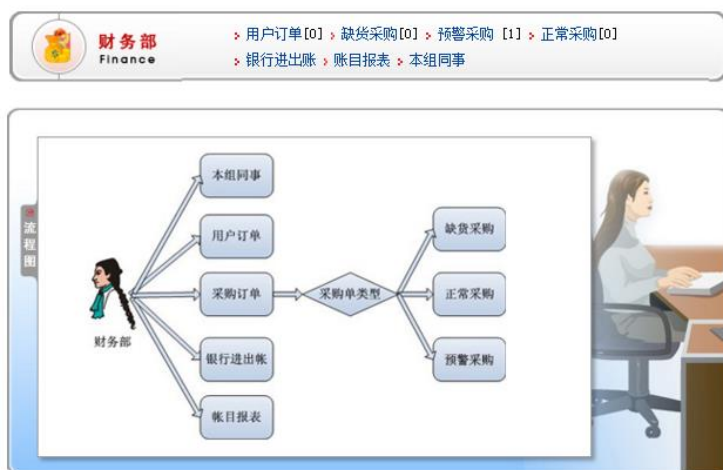 财务部
Finance
用户订单[0] 缺货采购[0] 预警采购 [1] 正常采购[0]
银行进出账 账目报表 本组同事
流程图
本组同事
用户订单
采购订单
银行进出帐
帐目报表
财务部
采购单类型
缺货采购
正常采购
预警采购